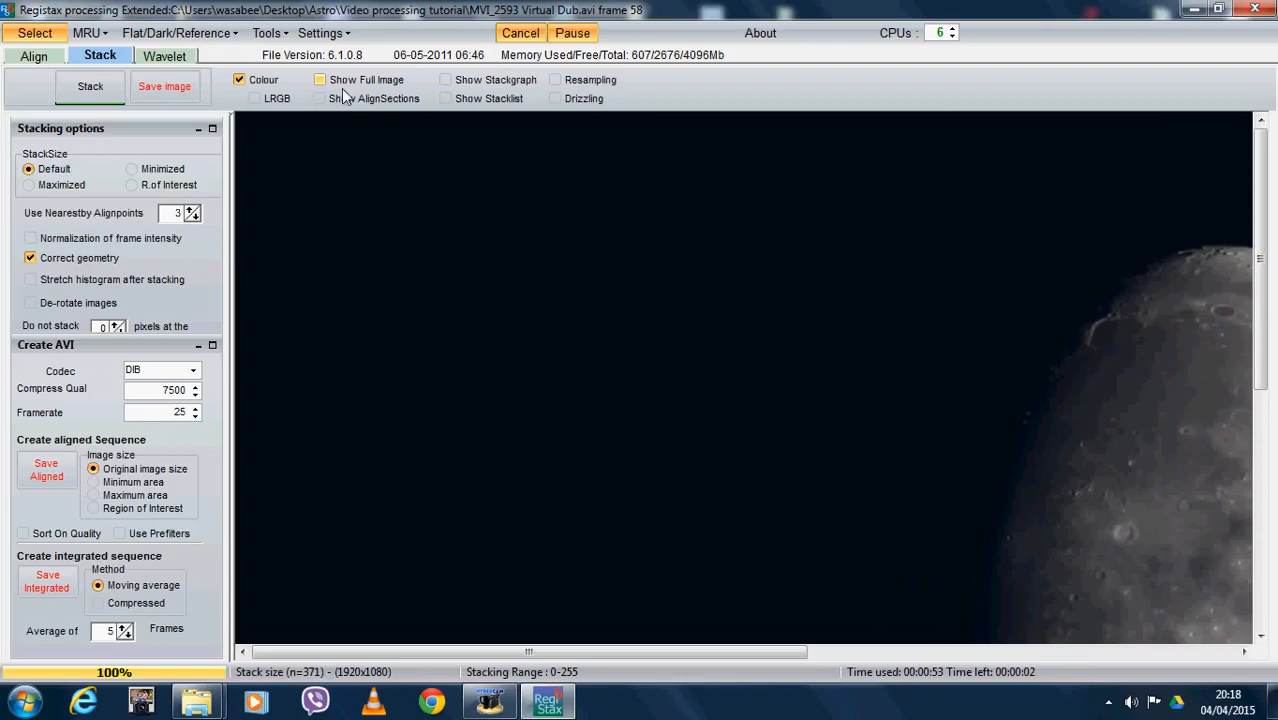 Registax processing Extended:C:\Users\wasabee\Desktop\Astro\Video processing tutorial\MVI_2593 Virtual Dub.avi frame 58
Select MRU Flat/Dark/Reference Tools Settings Cancel Pause About CPUs: 6
Align Stack Wavelet File Version: 6.1.0.8 06-05-2011 06:46 Memory Used/Free/Total: 607/2676/4096Mb
Stack Save image Colour Show Full Image Show Stackgraph Resampling
LRGB Show AlignSections Show Stacklist Drizzling
Stacking options
StackSize
Default Minimized
Maximized R.of Interest
Use Nearestby Alignpoints 3
Normalization of frame intensity
Correct geometry
Stretch histogram after stacking
De-rotate images
Do not stack 0 pixels at the
Create AVI
Codec DIB
Compress Qual 7500
Framerate 25
Create aligned Sequence
Save Aligned
Image size
Original image size
Minimum area
Maximum area
Region of Interest
Sort On Quality Use Prefilters
Create integrated sequence
Save Integrated
Method
Moving average
Compressed
Average of 5 Frames
100% Stack size (n=371) - (1920x1080) Stacking Range : 0-255 Time used: 00:00:53 Time left: 00:00:02
HYPERCAM
Regi Stax
20:18
04/04/2015